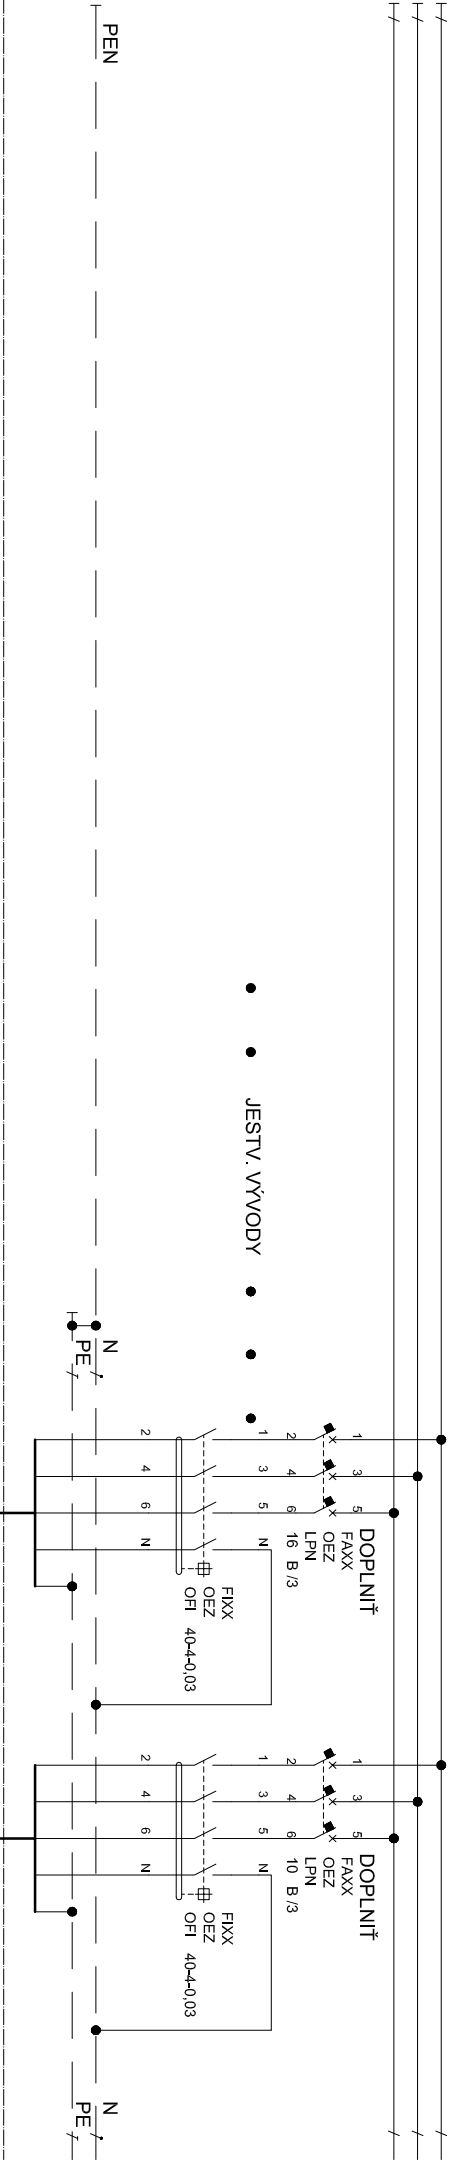 PEN
JESTV. VÝVODY
N
PE
1 3 5
DOPLNIŤ
FAXX
OEZ
LPN
16 B /3
2 4 6
1 3 5 N
FIXX
OEZ
OFI 40-4-0,03
2 4 6 N
1 3 5
DOPLNIŤ
FAXX
OEZ
LPN
10 B /3
2 4 6
1 3 5 N
FIXX
OEZ
OFI 40-4-0,03
2 4 6 N
N
PE